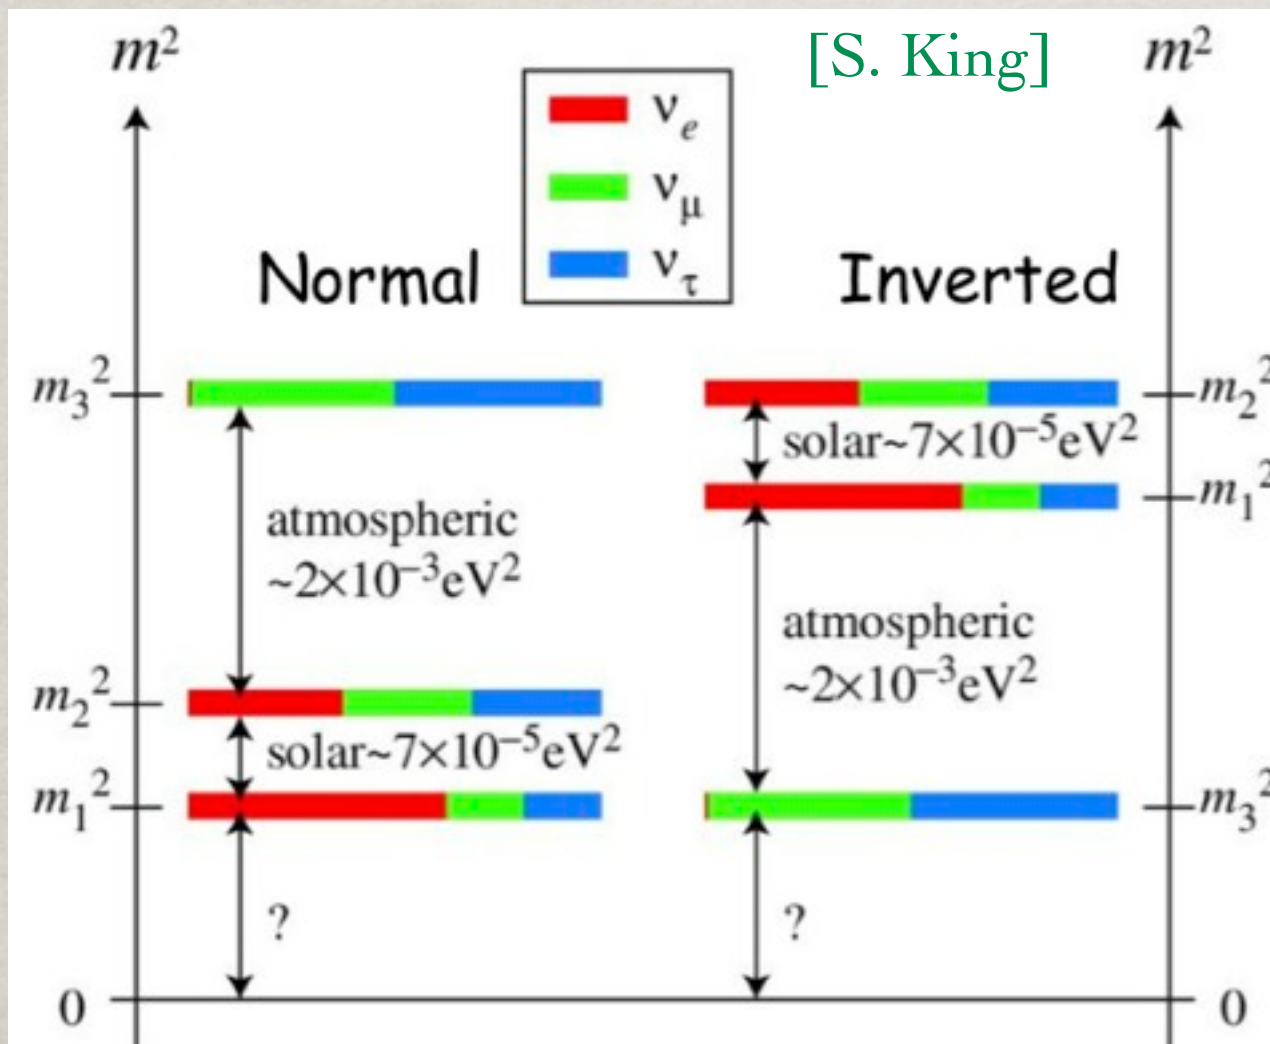 [S. King]
m²
m²
νₑ
ν_μ
ν_τ
Normal
Inverted
m₃²
m₂²
solar~7×10⁻⁵eV²
m₁²
atmospheric
~2×10⁻³eV²
atmospheric
~2×10⁻³eV²
m₂²
solar~7×10⁻⁵eV²
m₁²
m₃²
?
?
0
0